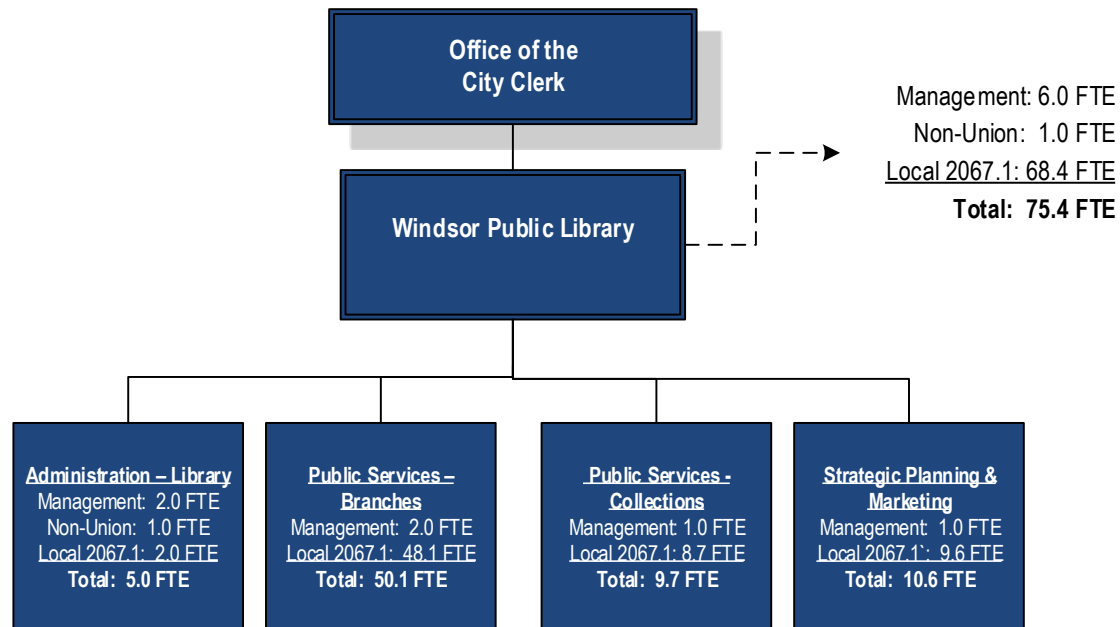 Office of the
City Clerk
Management: 6.0 FTE
Non-Union: 1.0 FTE
Local 2067.1: 68.4 FTE
Total: 75.4 FTE
Windsor Public Library
Administration – Library
Management: 2.0 FTE
Non-Union: 1.0 FTE
Local 2067.1: 2.0 FTE
Total: 5.0 FTE
Public Services –
Branches
Management: 2.0 FTE
Local 2067.1: 48.1 FTE
Total: 50.1 FTE
Public Services -
Collections
Management: 1.0 FTE
Local 2067.1: 8.7 FTE
Total: 9.7 FTE
Strategic Planning &
Marketing
Management: 1.0 FTE
Local 2067.1`: 9.6 FTE
Total: 10.6 FTE